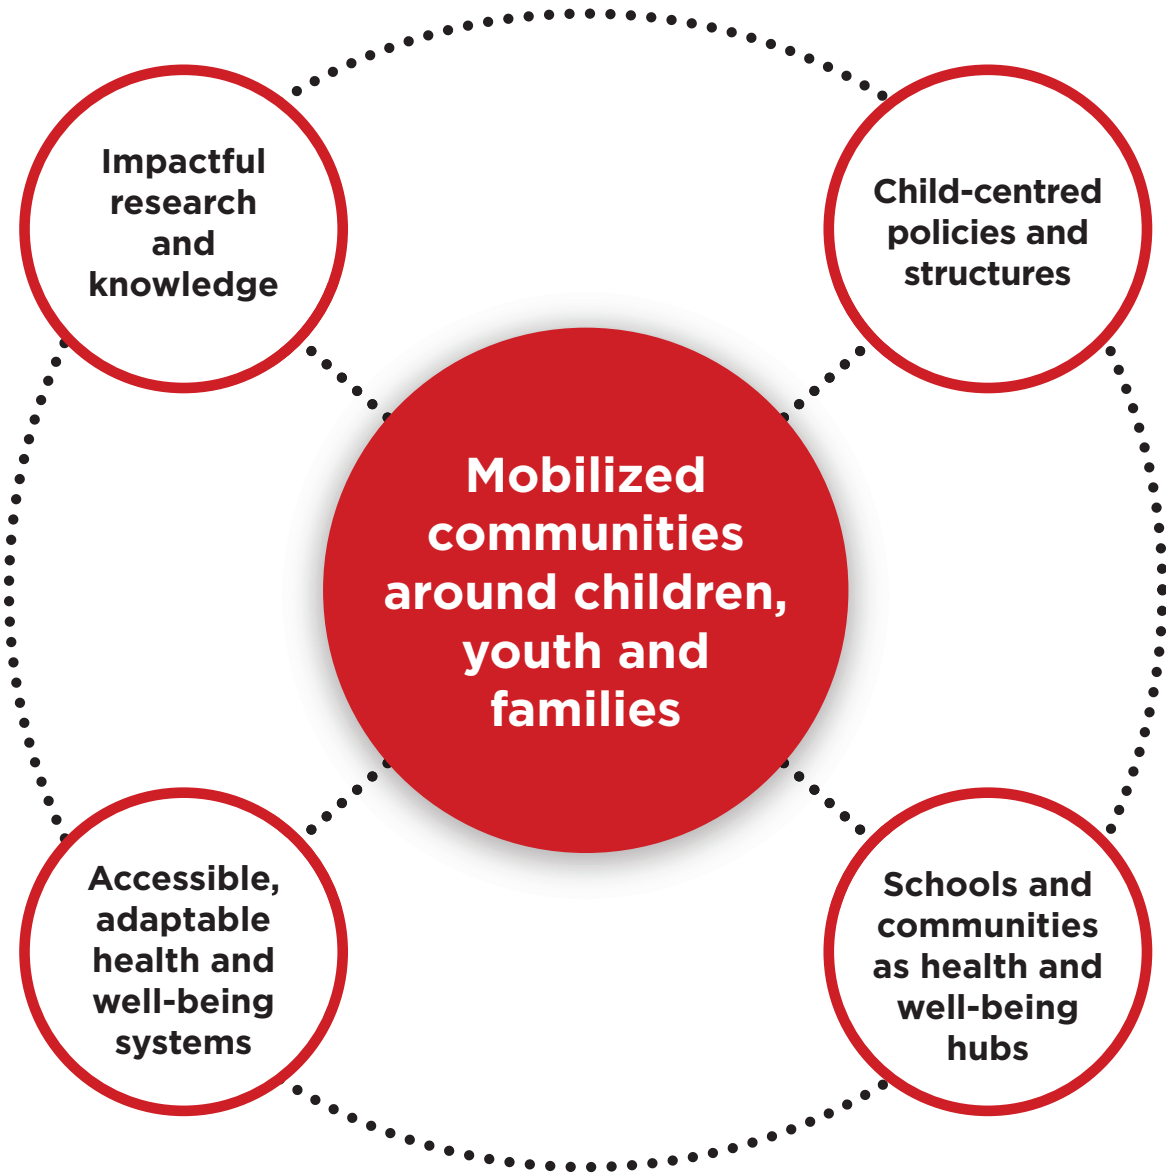 Impactful
research
and
knowledge
Child-centred
policies and
structures
Mobilized
communities
around children,
youth and
families
Accessible,
adaptable
health and
well-being
systems
Schools and
communities
as health and
well-being
hubs